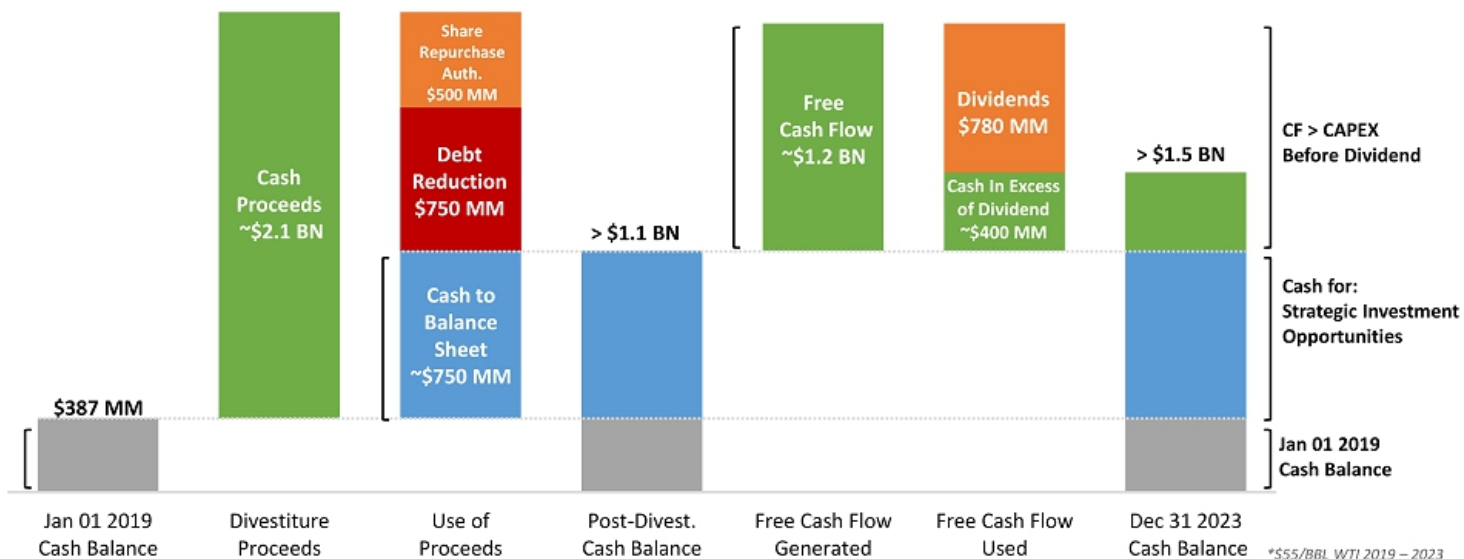 $387 MM
Cash
Proceeds
~$2.1 BN
Share
Repurchase
Auth.
$500 MM
Debt
Reduction
$750 MM
Cash to
Balance
Sheet
~$750 MM
> $1.1 BN
Free
Cash Flow
~$1.2 BN
Dividends
$780 MM
Cash In Excess
of Dividend
~$400 MM
> $1.5 BN
CF > CAPEX
Before Dividend
Cash for:
Strategic Investment
Opportunities
Jan 01 2019
Cash Balance
Jan 01 2019
Cash Balance
Divestiture
Proceeds
Use of
Proceeds
Post-Divest.
Cash Balance
Free Cash Flow
Generated
Free Cash Flow
Used
Dec 31 2023
Cash Balance
*$55/BBL WTI 2019 – 2023